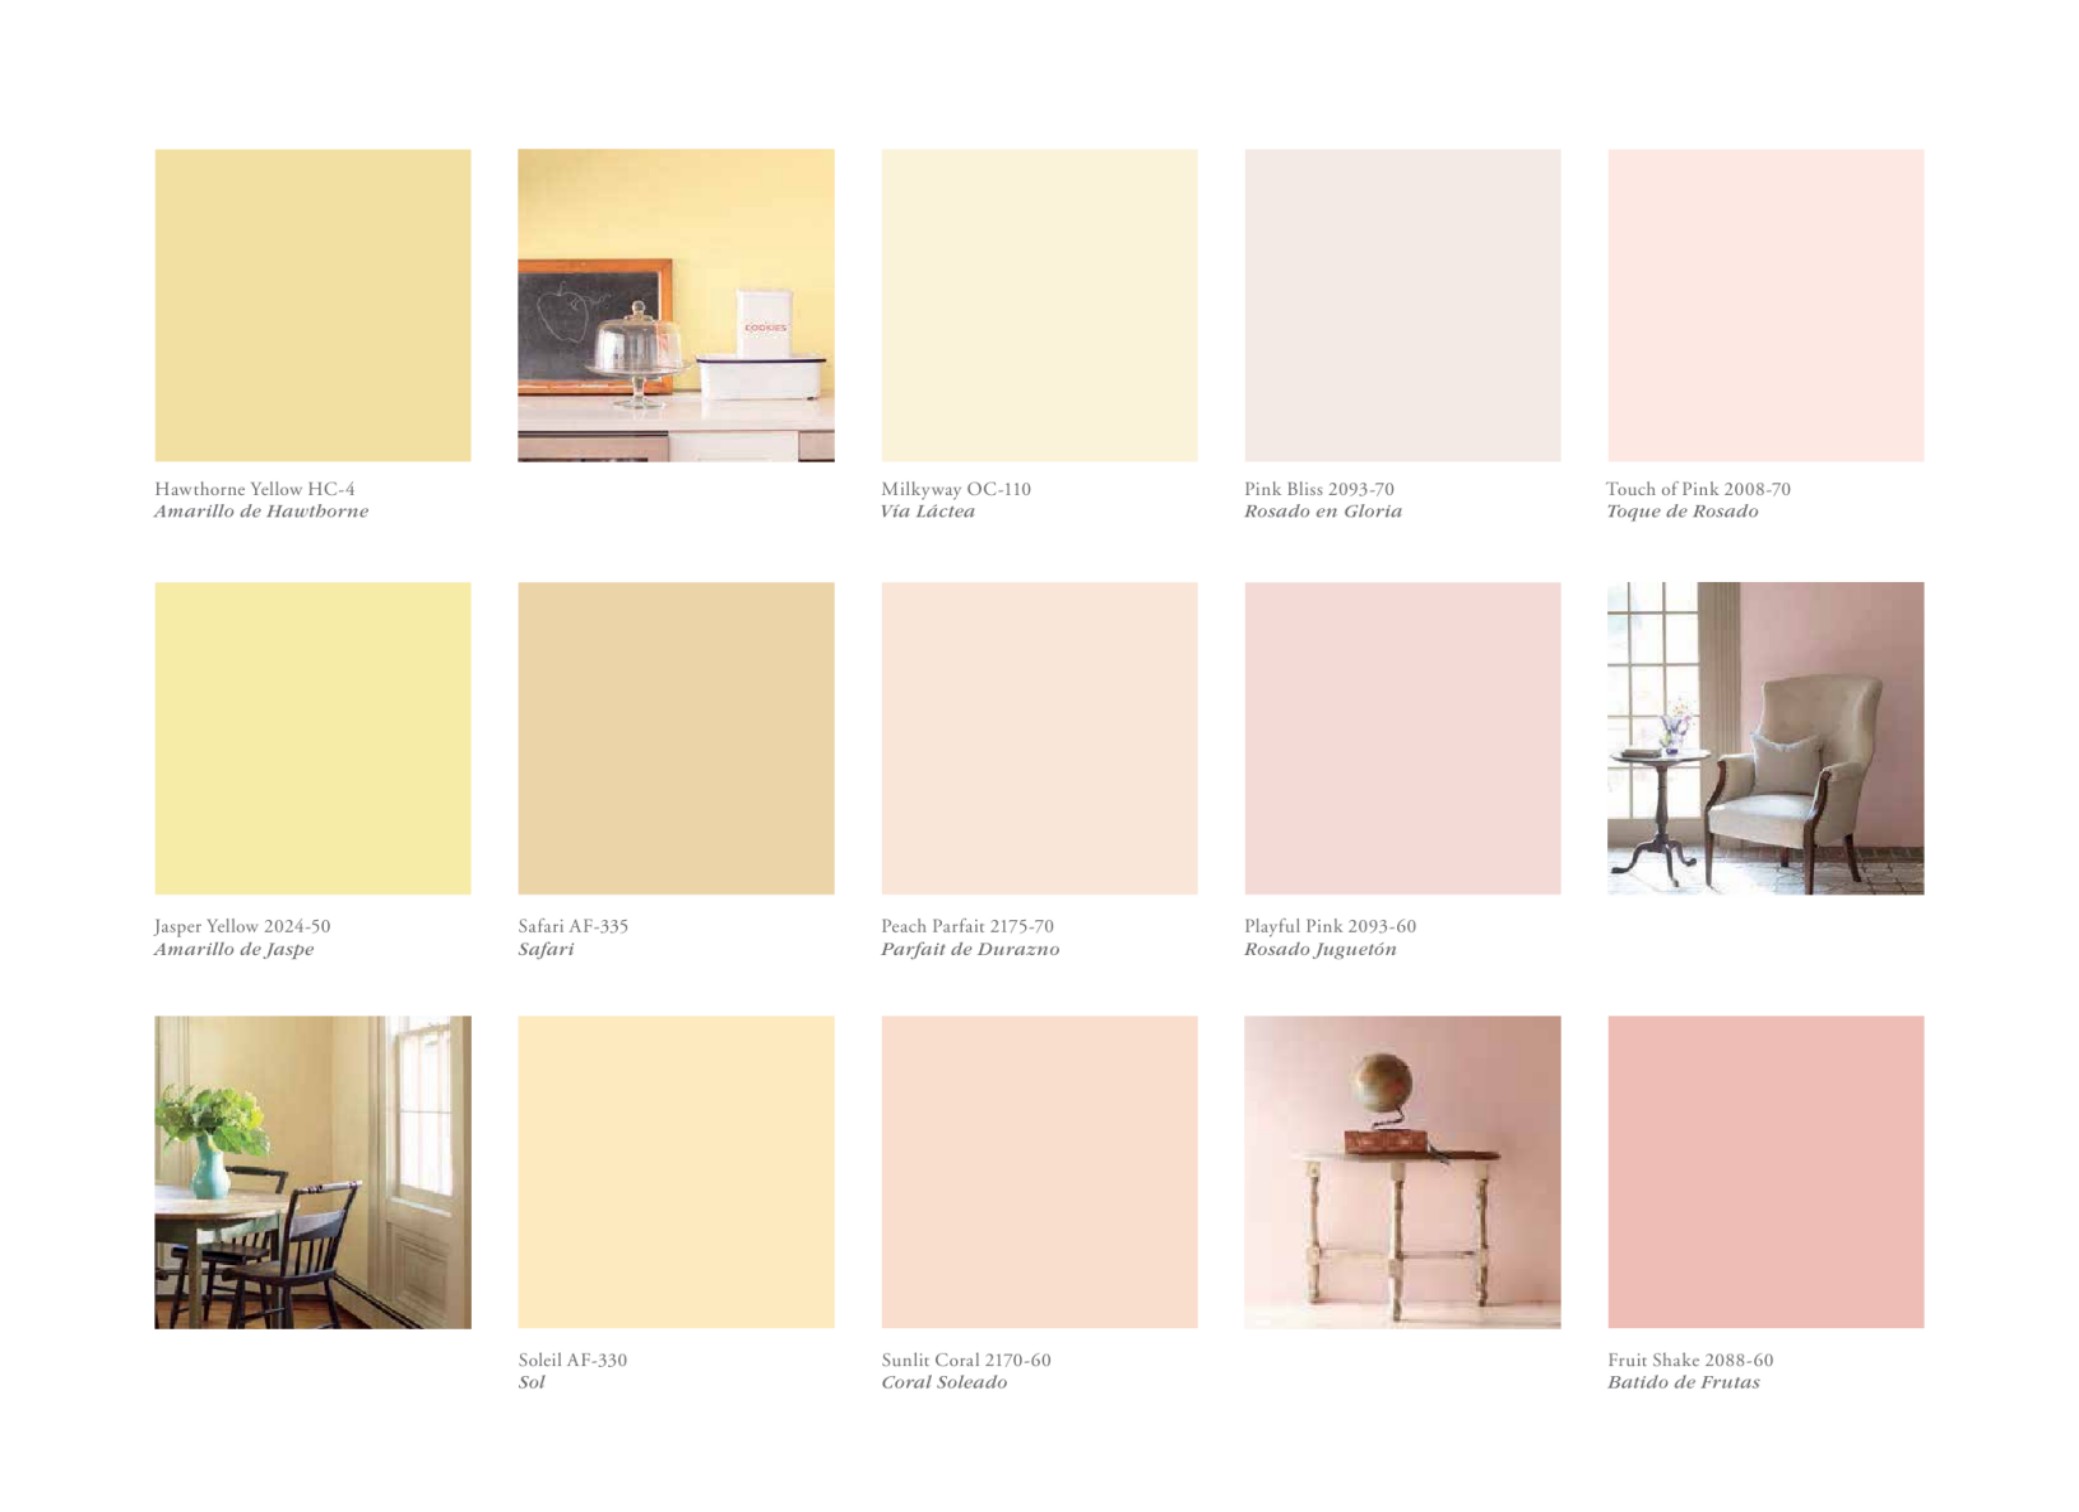 COOKIES
Hawthorne Yellow HC-4
Amarillo de Hawthorne
Milkyway OC-110
Vía Láctea
Pink Bliss 2093-70
Rosado en Gloria
Touch of Pink 2008-70
Toque de Rosado
Jasper Yellow 2024-50
Amarillo de Jaspe
Safari AF-335
Safari
Peach Parfait 2175-70
Parfait de Durazno
Playful Pink 2093-60
Rosado Juguetón
Soleil AF-330
Sol
Sunlit Coral 2170-60
Coral Soleado
Fruit Shake 2088-60
Batido de Frutas